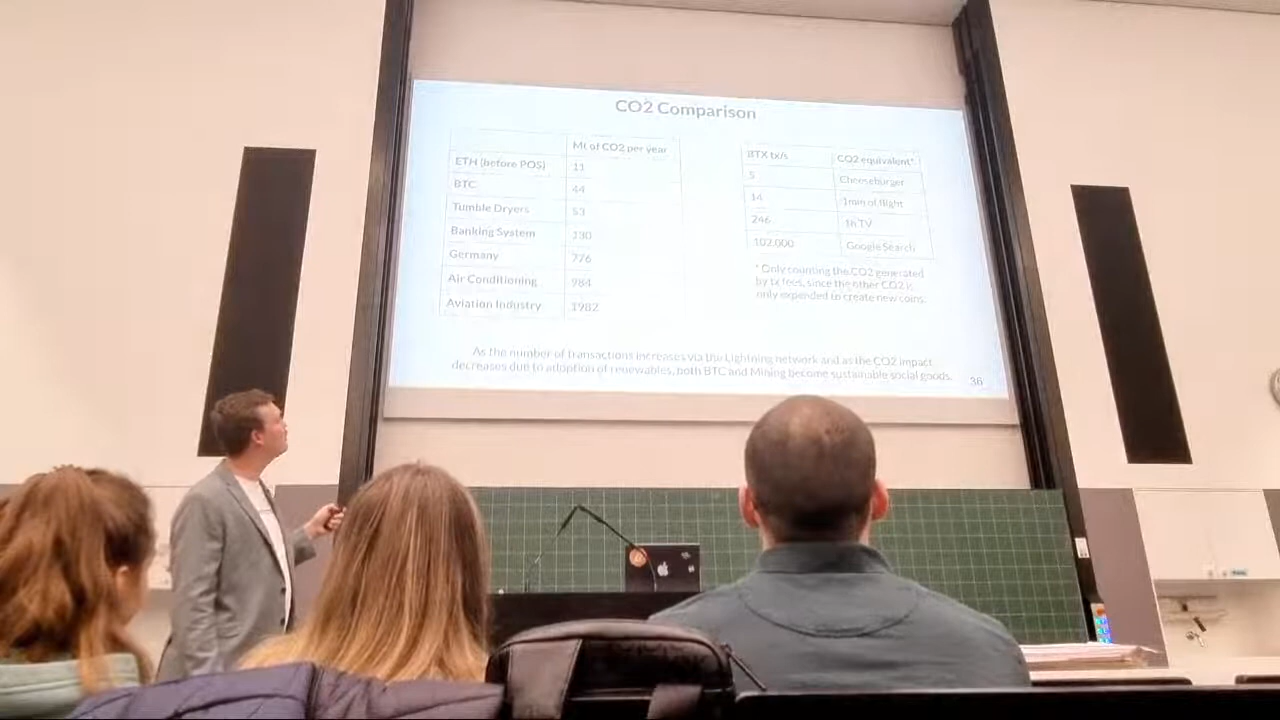 CO2 Comparison
Mt of CO2 per year
ETH (before POS) 11
BTC 44
Tumble Dryers 53
Banking System 130
Germany 776
Air Conditioning 984
Aviation Industry 1982
BTX tx/s CO2 equivalent*
5 Cheeseburger
14 1min of flight
246 1h TV
102.000 Google Search
* Only counting the CO2 generated
by tx fees, since the other CO2 is
only expended to create new coins.
As the number of transactions increases via the Lightning network and as the CO2 impact
decreases due to adoption of renewables, both BTC and Mining become sustainable social goods.